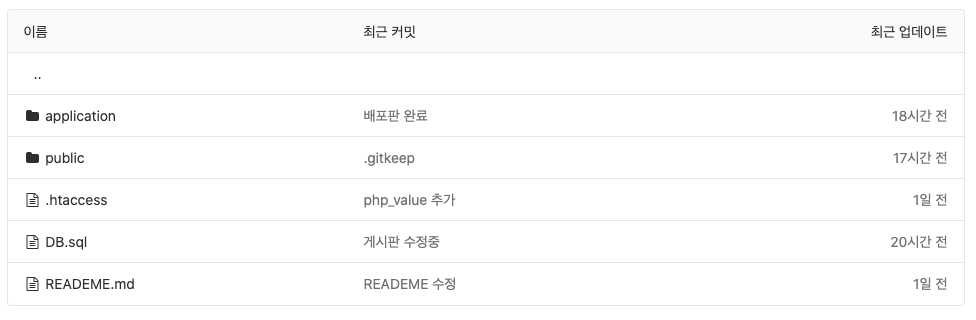 이름 최근 커밋 최근 업데이트
..
application 배포판 완료 18시간 전
public .gitkeep 17시간 전
.htaccess php_value 추가 1일 전
DB.sql 게시판 수정중 20시간 전
READEME.md READEME 수정 1일 전